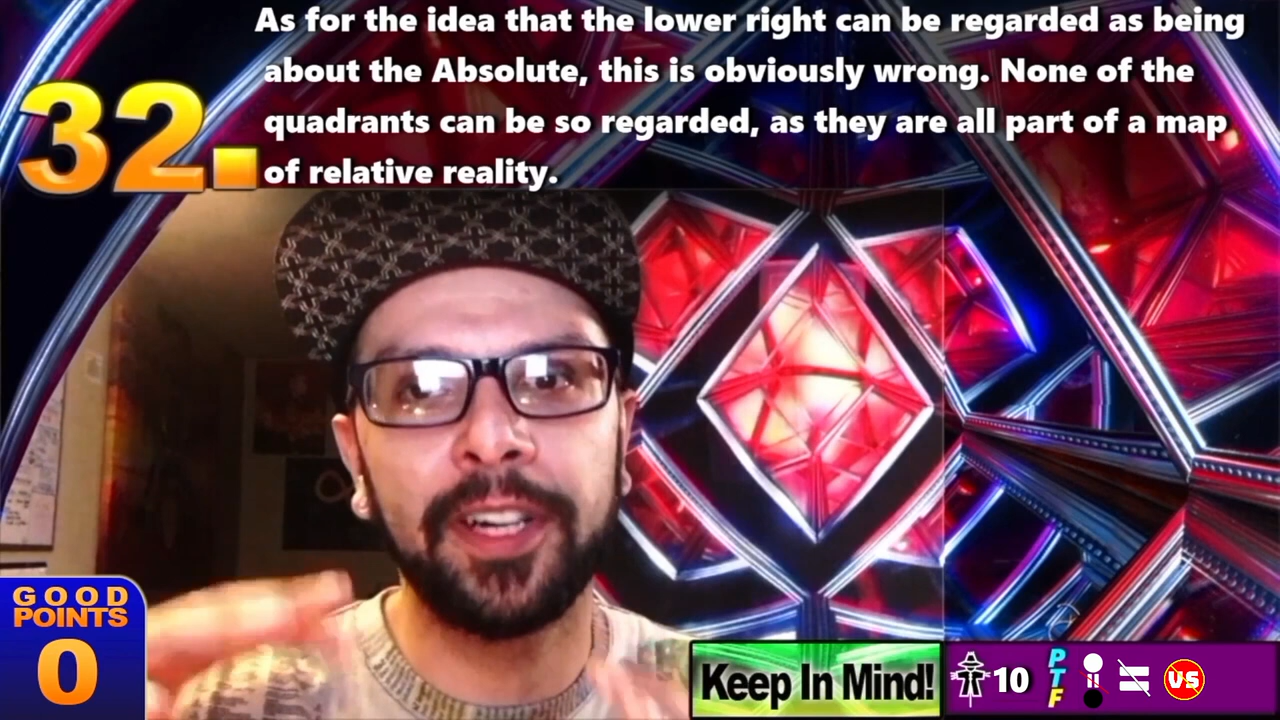 As for the idea that the lower right can be regarded as being
about the Absolute, this is obviously wrong. None of the
32. quadrants can be so regarded, as they are all part of a map
of relative reality.
GOOD
POINTS
0
Keep In Mind!
10
PTF
VS